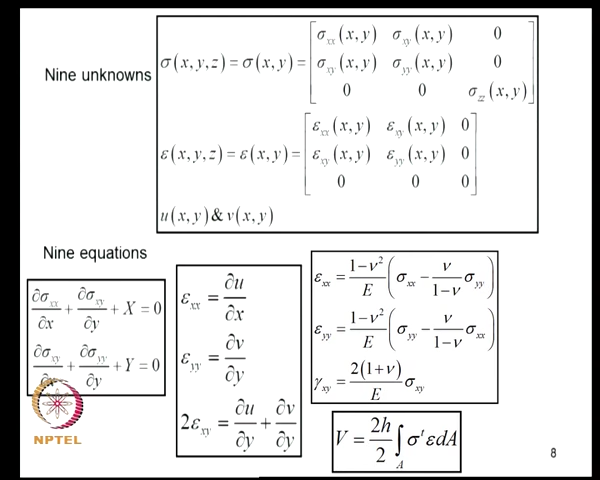 Nine unknowns
σ(x,y,z) = σ(x,y) = [σxx(x,y) σxy(x,y) 0
σxy(x,y) σyy(x,y) 0
0 0 σzz(x,y)]
ε(x,y,z) = ε(x,y) = [εxx(x,y) εxy(x,y) 0
εxy(x,y) εyy(x,y) 0
0 0 0]
u(x,y) & v(x,y)
Nine equations
∂σxx/∂x + ∂σxy/∂y + X = 0
∂σxy/∂x + ∂σyy/∂y + Y = 0
εxx = ∂u/∂x
εyy = ∂v/∂y
2εxy = ∂u/∂y + ∂v/∂y
εxx = (1−ν²)/E (σxx − ν/(1−ν) σyy)
εyy = (1−ν²)/E (σyy − ν/(1−ν) σxx)
γxy = 2(1+ν)/E σxy
V = 2h/2 ∫A σ^t ε dA
NPTEL
8